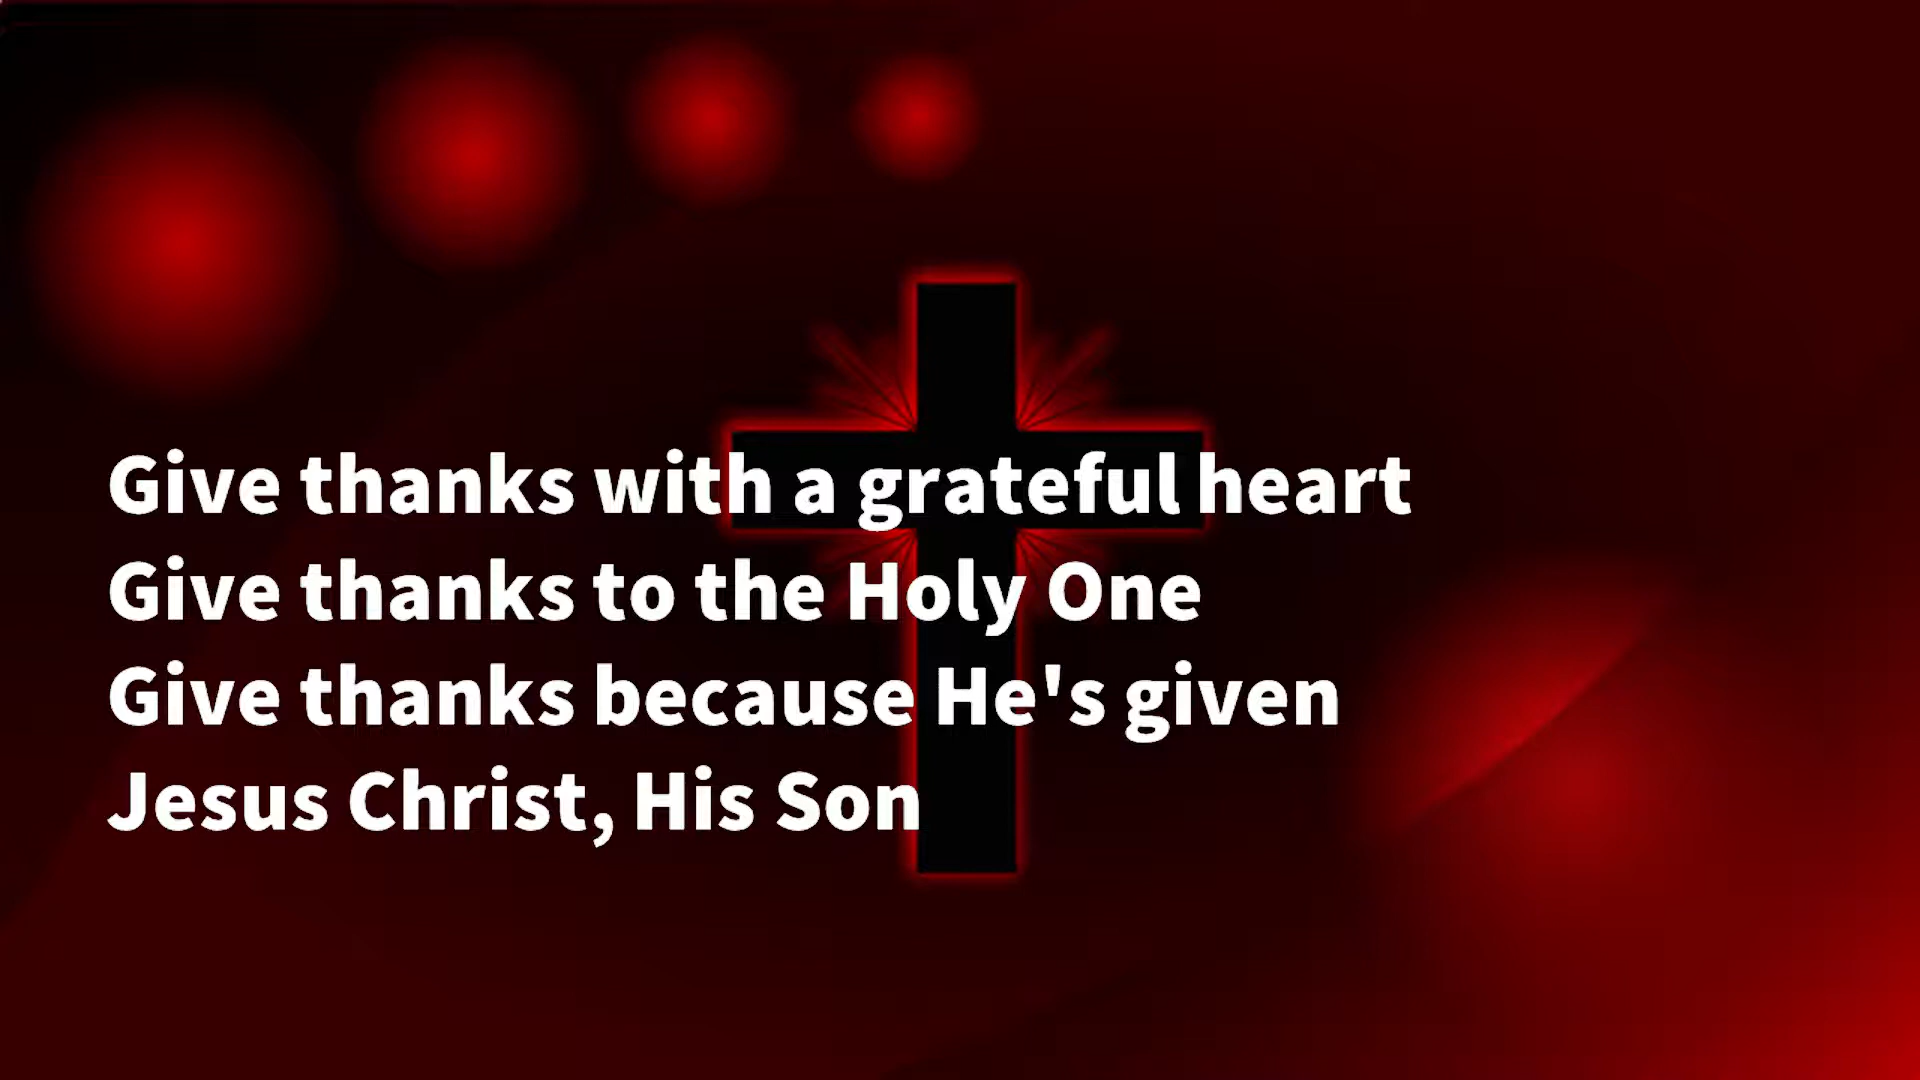 Give thanks with a grateful heart
Give thanks to the Holy One
Give thanks because He's given
Jesus Christ, His Son